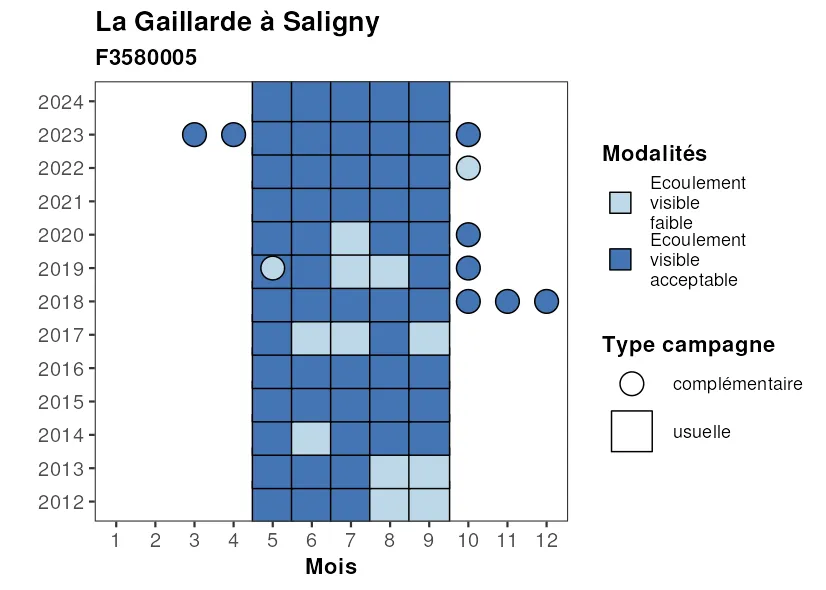 La Gaillarde à Saligny
F3580005
2024
2023
2022
2021
2020
2019
2018
2017
2016
2015
2014
2013
2012
1 2 3 4 5 6 7 8 9 10 11 12
Mois
Modalités
Ecoulement
visible
faible
Ecoulement
visible
acceptable
Type campagne
complémentaire
usuelle